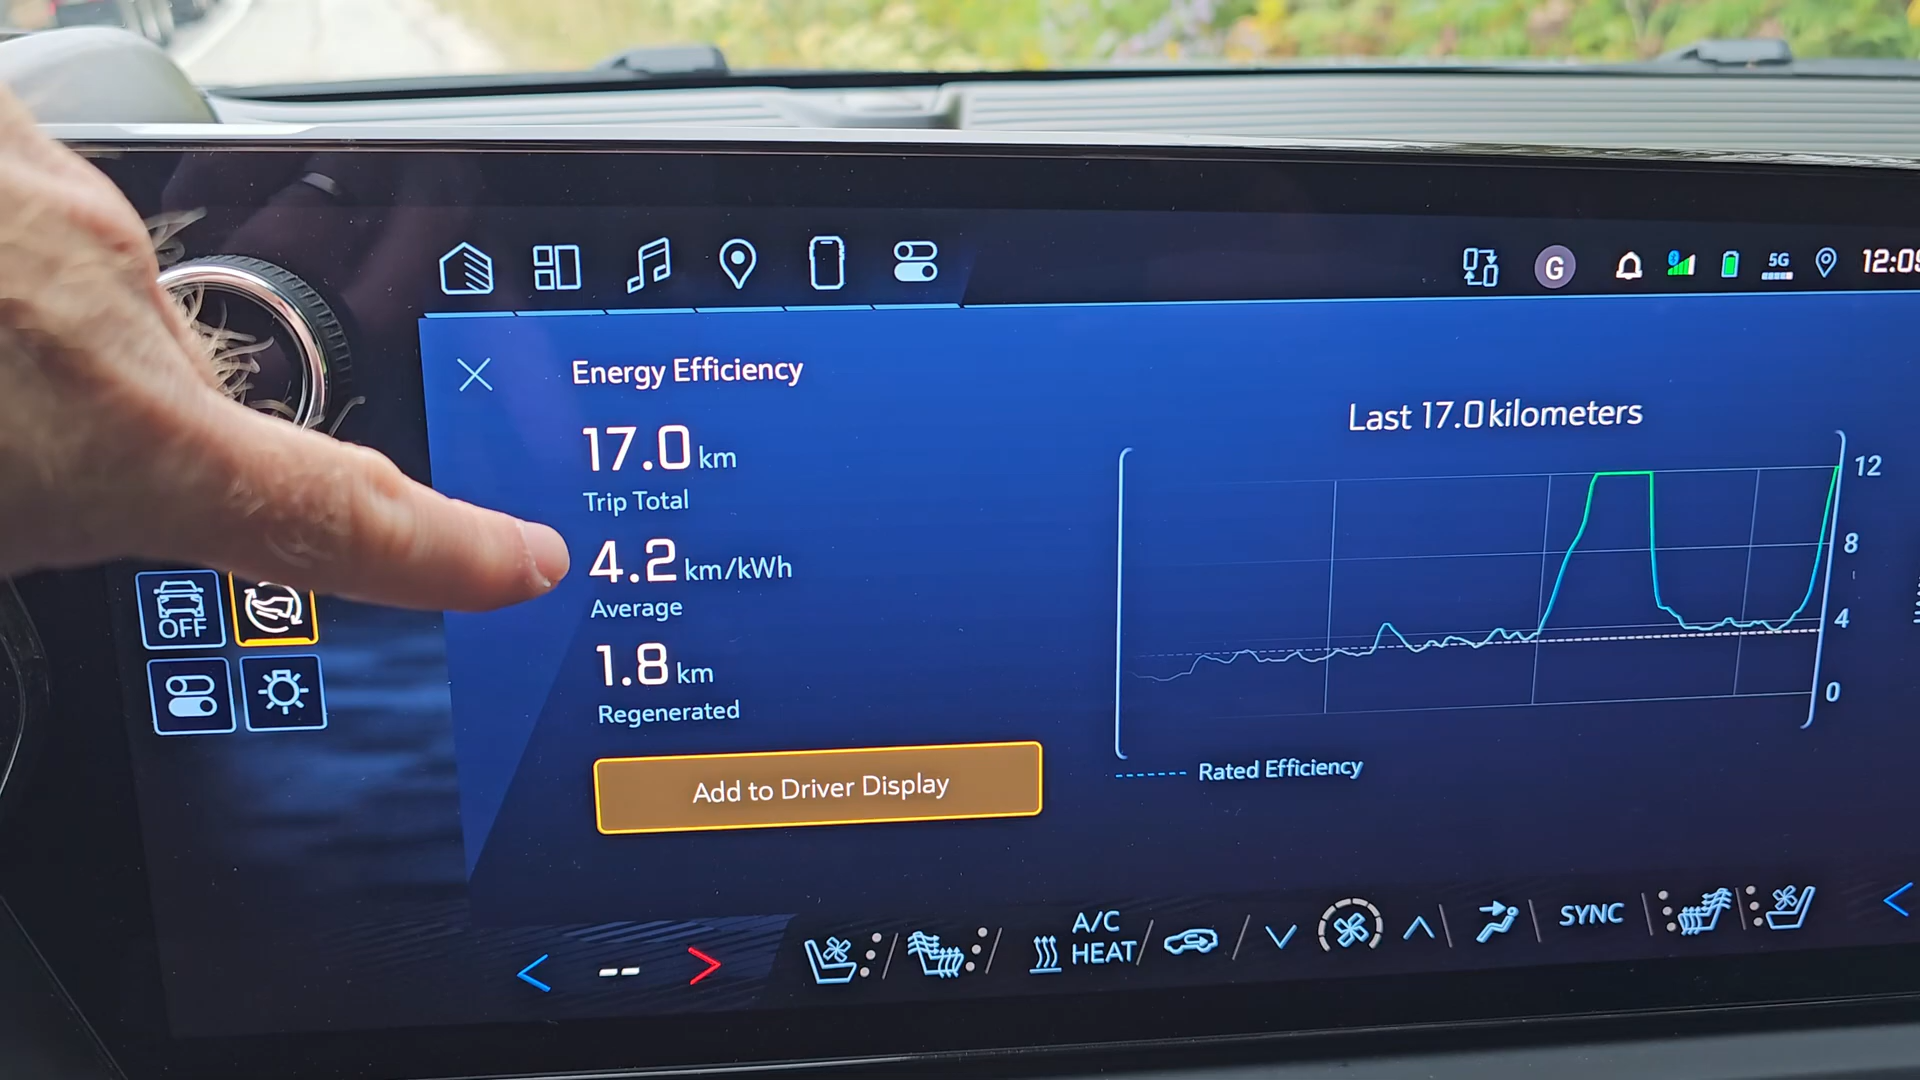 G
5G
12:09
Energy Efficiency
17.0 km
Trip Total
4.2 km/kWh
Average
1.8 km
Regenerated
Add to Driver Display
Last 17.0 kilometers
12
8
4
0
Rated Efficiency
OFF
--
A/C
HEAT
SYNC